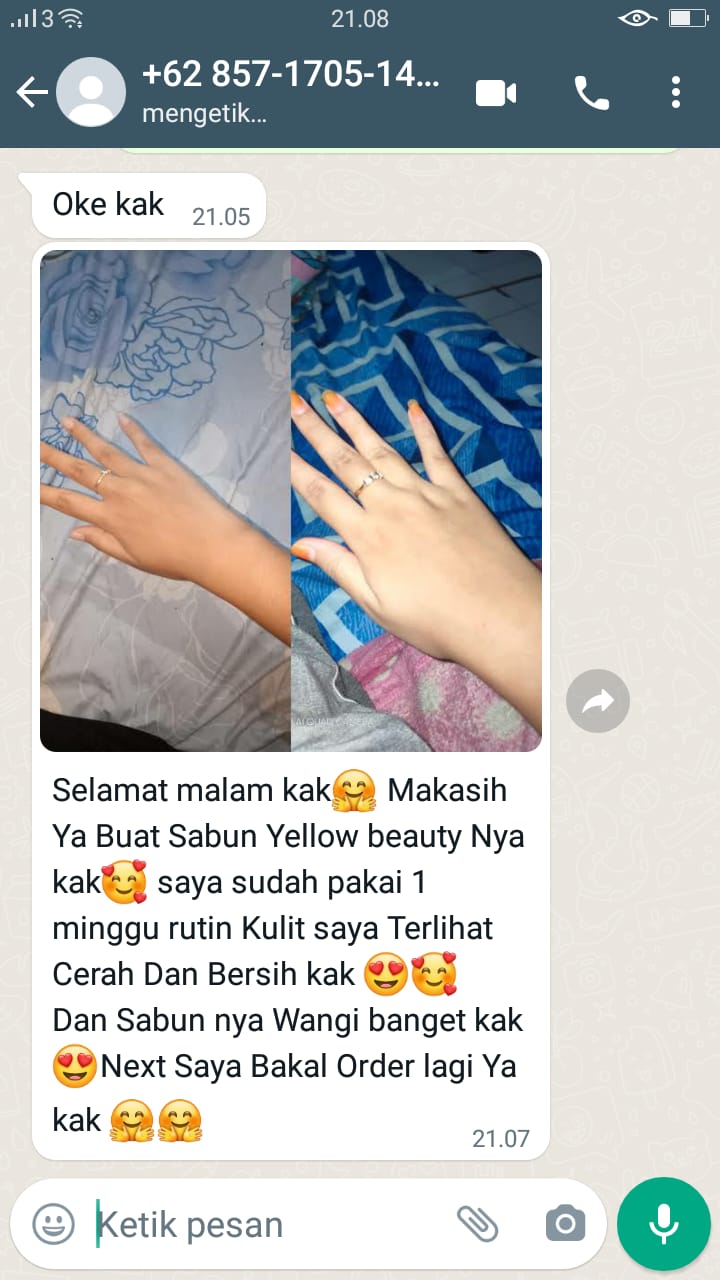 3
21.08
+62 857-1705-14...
mengetik...
Oke kak
21.05
Selamat malam kak🤗 Makasih
Ya Buat Sabun Yellow beauty Nya
kak🥰 saya sudah pakai 1
minggu rutin Kulit saya Terlihat
Cerah Dan Bersih kak 😍🥰
Dan Sabun nya Wangi banget kak
😍Next Saya Bakal Order lagi Ya
kak 🤗🤗
21.07
Ketik pesan